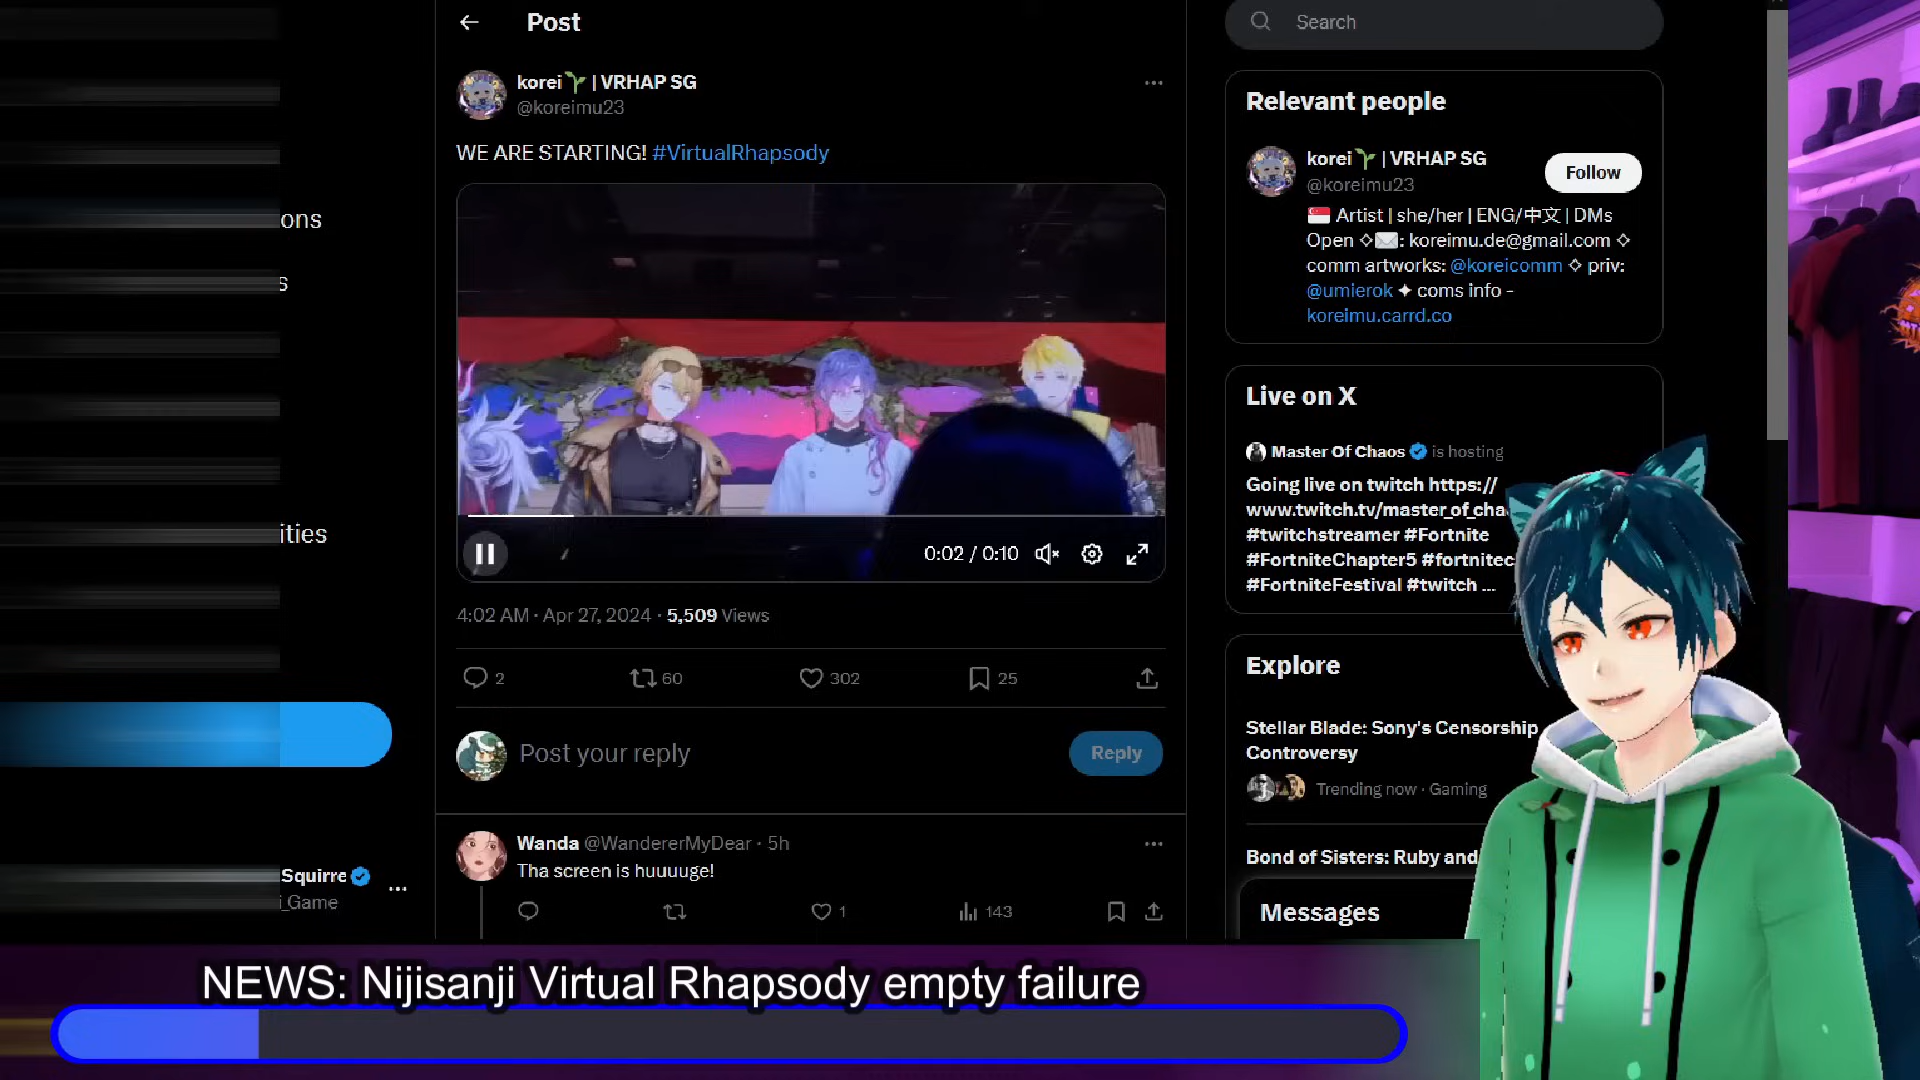 Post
korei | VRHAP SG
@koreimu23
WE ARE STARTING! #VirtualRhapsody
0:02 / 0:10
4:02 AM · Apr 27, 2024 · 5,509 Views
2
60
302
25
Post your reply
Reply
Wanda @WandererMyDear · 5h
Tha screen is huuuuge!
1
143
ons
s
ities
Squirre
i_Game
Search
Relevant people
korei | VRHAP SG
@koreimu23
Follow
Artist | she/her | ENG/中文 | DMs
Open ✧✉️: koreimu.de@gmail.com ✧
comm artworks: @koreicomm ✧ priv:
@umierok ✦ coms info -
koreimu.carrd.co
Live on X
Master Of Chaos is hosting
Going live on twitch https://
www.twitch.tv/master_of_cha
#twitchstreamer #Fortnite
#FortniteChapter5 #fortnitec
#FortniteFestival #twitch ...
Explore
Stellar Blade: Sony's Censorship
Controversy
Trending now · Gaming
Bond of Sisters: Ruby and
Messages
NEWS: Nijisanji Virtual Rhapsody empty failure